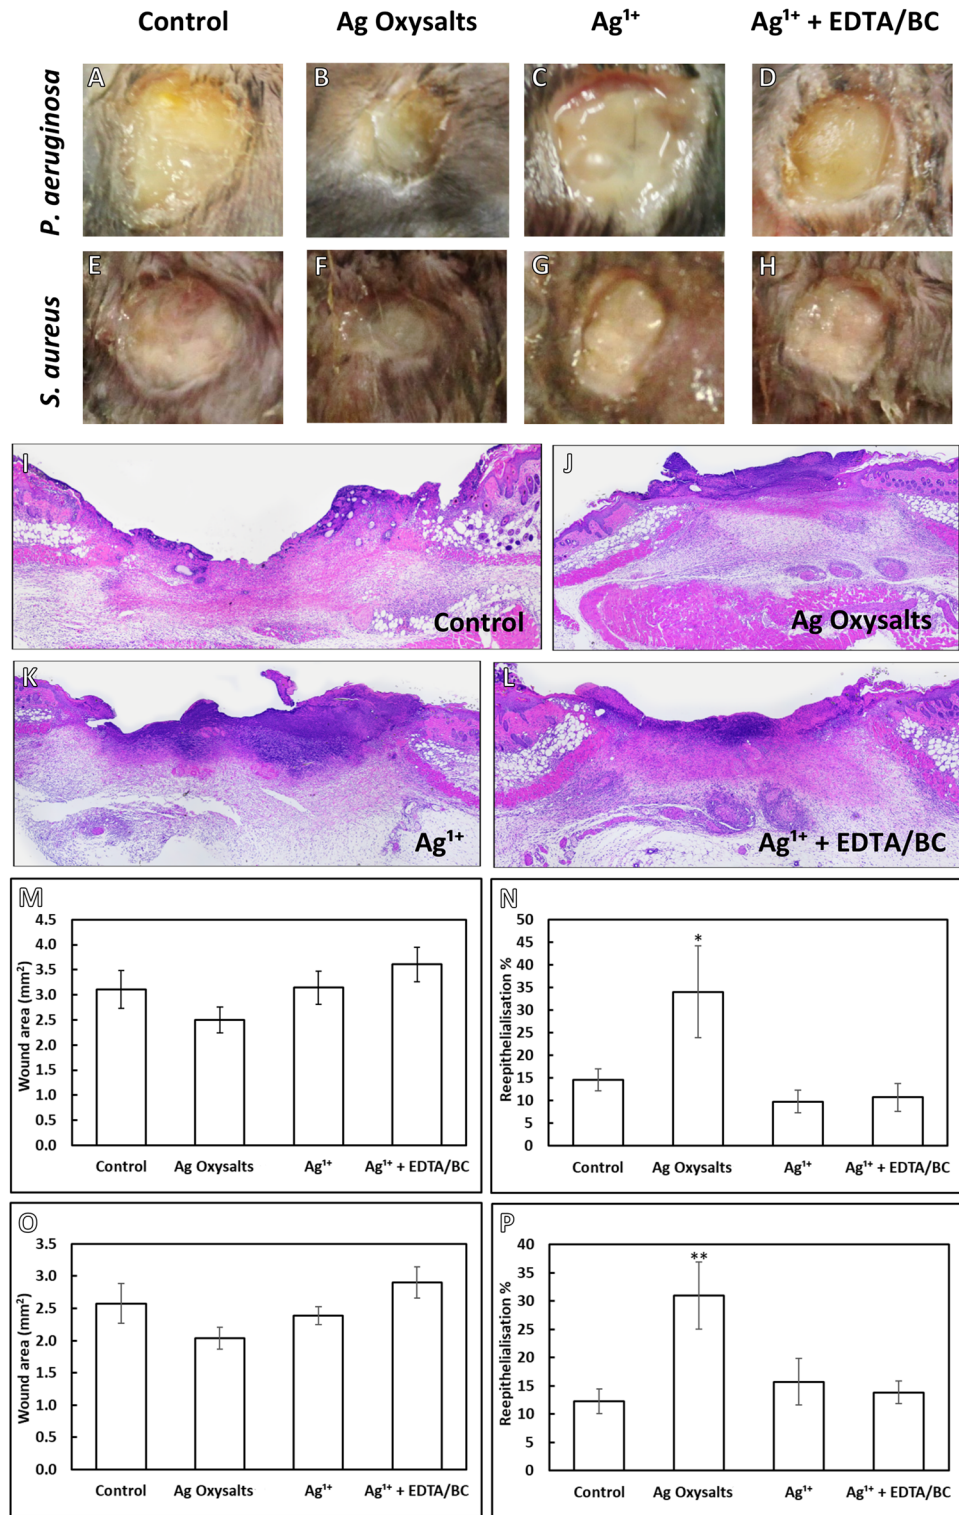 Control Ag Oxysalts Ag¹⁺ Ag¹⁺ + EDTA/BC
P. aeruginosa
A B C D
S. aureus
E F G H
I J
Control Ag Oxysalts
K L
Ag¹⁺ Ag¹⁺ + EDTA/BC
M
Wound area (mm²)
4.5
4.0
3.5
3.0
2.5
2.0
1.5
1.0
0.5
0.0
Control Ag Oxysalts Ag¹⁺ Ag¹⁺ + EDTA/BC
N
Reepithelialisation %
50
45
40
35
30
25
20
15
10
5
0
*
Control Ag Oxysalts Ag¹⁺ Ag¹⁺ + EDTA/BC
O
Wound area (mm²)
3.5
3.0
2.5
2.0
1.5
1.0
0.5
0.0
Control Ag Oxysalts Ag¹⁺ Ag¹⁺ + EDTA/BC
P
Reepithelialisation %
40
35
30
25
20
15
10
5
0
**
Control Ag Oxysalts Ag¹⁺ Ag¹⁺ + EDTA/BC